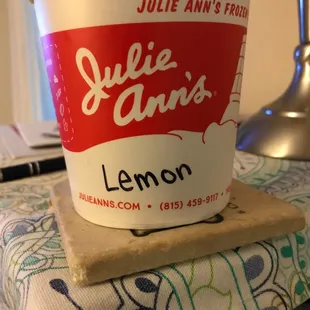 JULIE ANN'S FROZEN
Julie
Ann's
Lemon
JULIEANNS.COM • (815) 459-9117 •